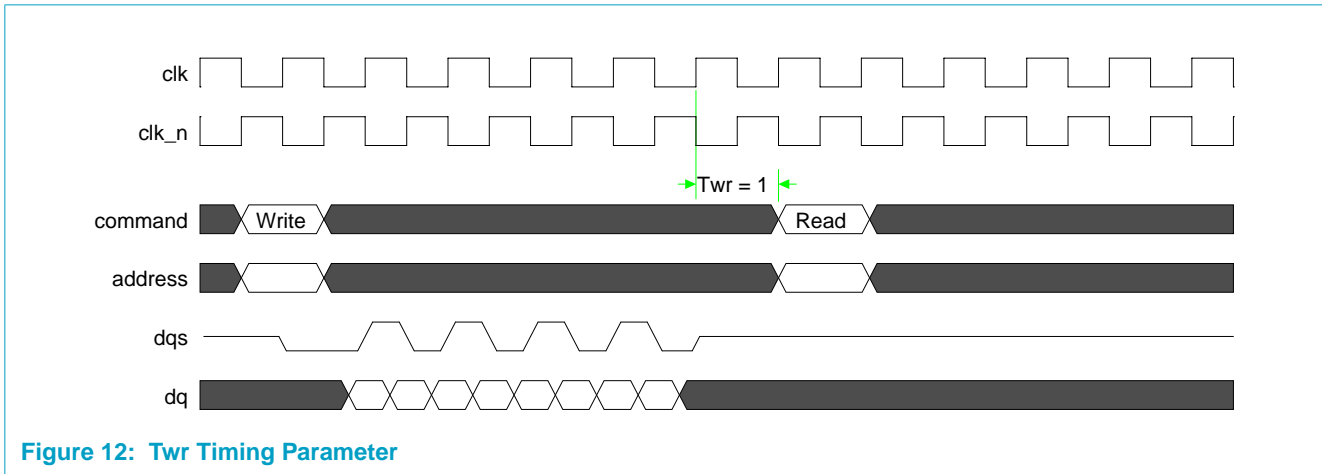 clk
clk_n
Twr = 1
command Write Read
address
dqs
dq
Figure 12: Twr Timing Parameter